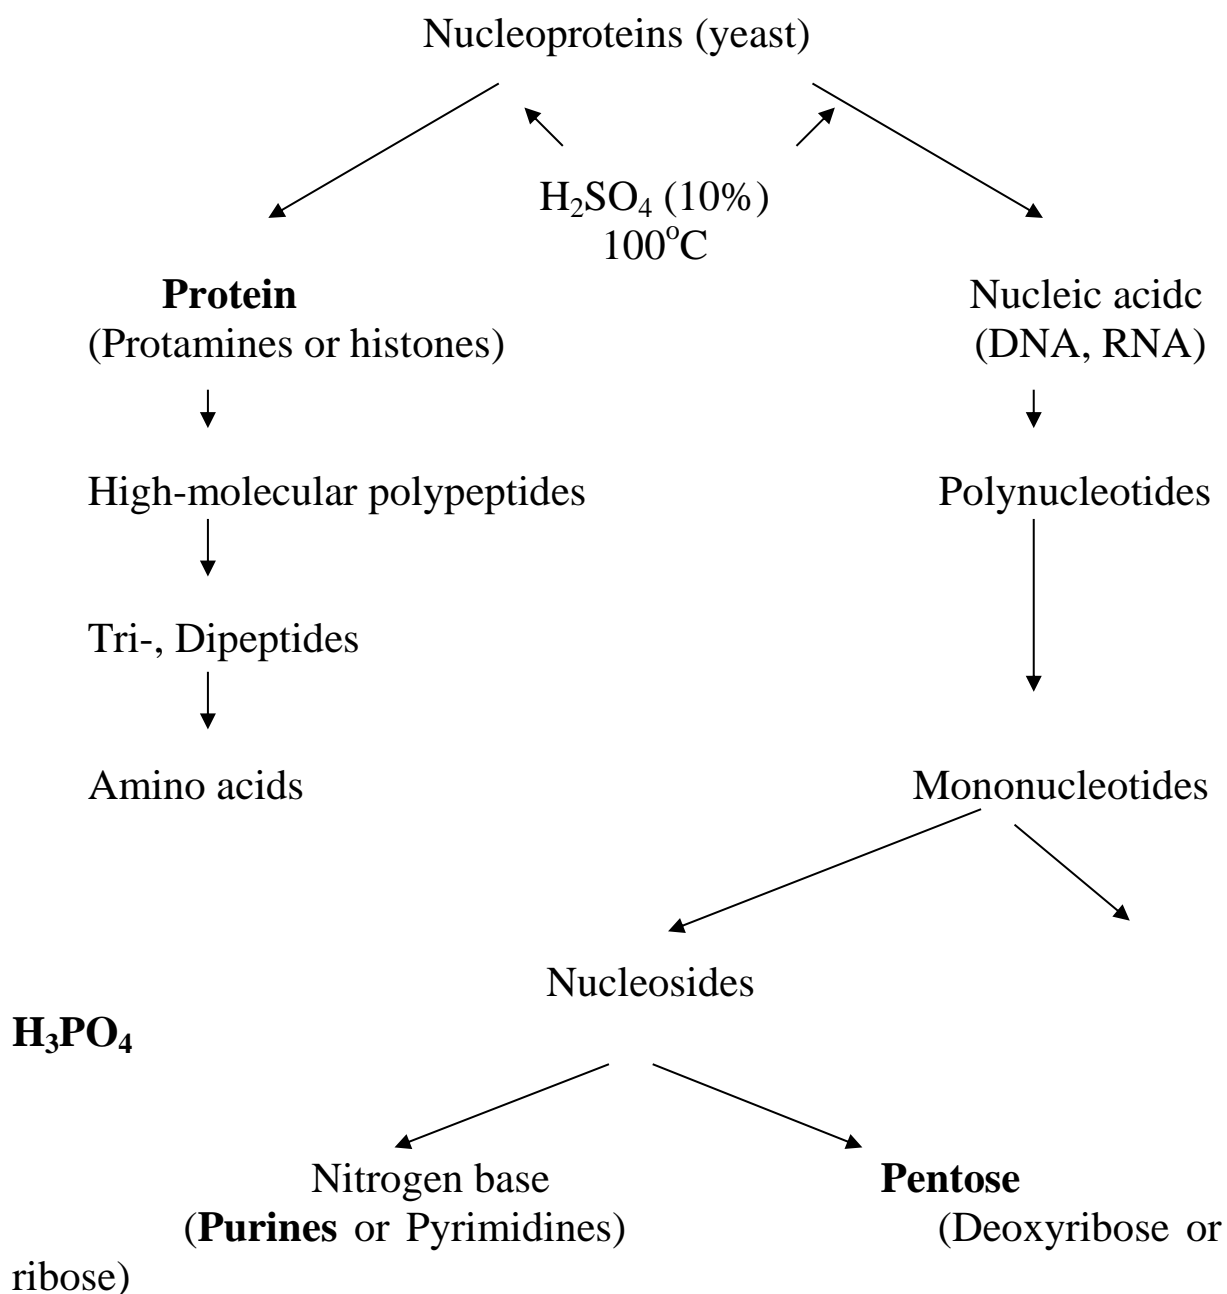 Nucleoproteins (yeast)
H₂SO₄ (10%)
100°C
Protein Nucleic acidc
(Protamines or histones) (DNA, RNA)
High-molecular polypeptides Polynucleotides
Tri-, Dipeptides
Amino acids Mononucleotides
Nucleosides
H₃PO₄
Nitrogen base Pentose
(Purines or Pyrimidines) (Deoxyribose or
ribose)